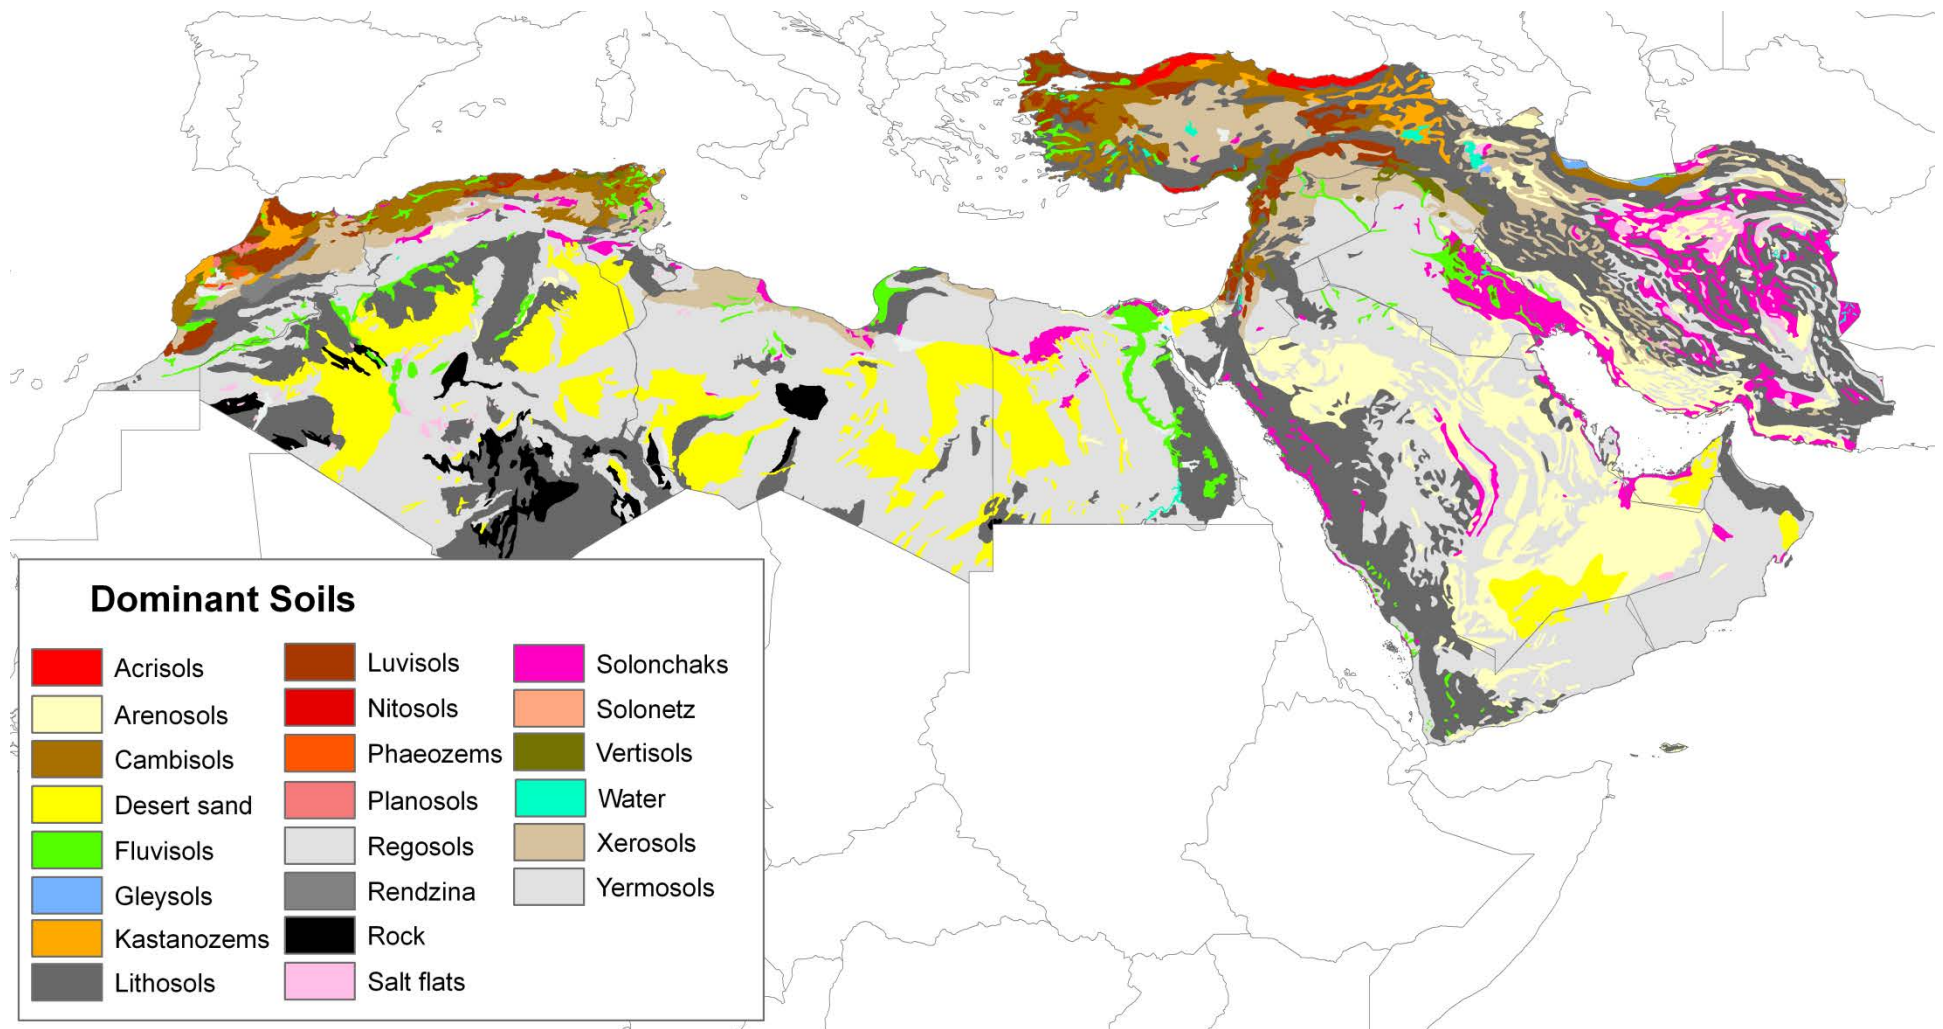 Dominant Soils
Acrisols
Arenosols
Cambisols
Desert sand
Fluvisols
Gleysols
Kastanozems
Lithosols
Luvisols
Nitosols
Phaeozems
Planosols
Regosols
Rendzina
Rock
Salt flats
Solonchaks
Solonetz
Vertisols
Water
Xerosols
Yermosols